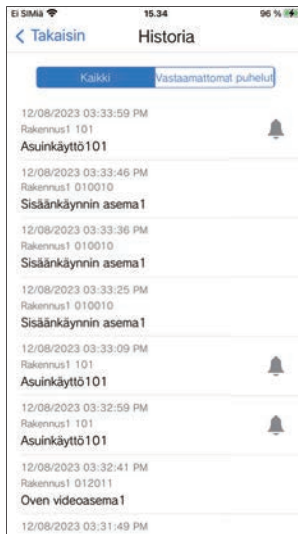 Ei SIMiä 15.34 96 %
Takaisin Historia
Kaikki Vastaamattomat puhelut
12/08/2023 03:33:59 PM
Rakennus1 101
Asuinkäyttö101
12/08/2023 03:33:46 PM
Rakennus1 010010
Sisäänkäynnin asema1
12/08/2023 03:33:36 PM
Rakennus1 010010
Sisäänkäynnin asema1
12/08/2023 03:33:25 PM
Rakennus1 010010
Sisäänkäynnin asema1
12/08/2023 03:33:09 PM
Rakennus1 101
Asuinkäyttö101
12/08/2023 03:32:59 PM
Rakennus1 101
Asuinkäyttö101
12/08/2023 03:32:41 PM
Rakennus1 012011
Oven videoasema1
12/08/2023 03:31:49 PM